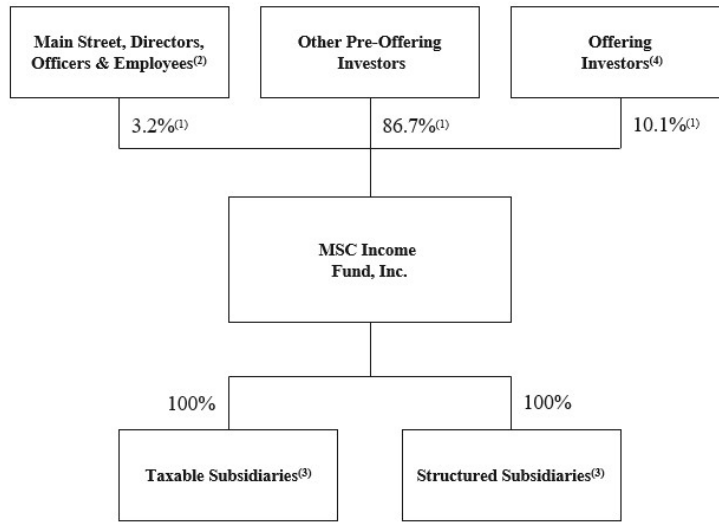 Main Street, Directors,
Officers & Employees(2)
Other Pre-Offering
Investors
Offering
Investors(4)
3.2%(1)
86.7%(1)
10.1%(1)
MSC Income
Fund, Inc.
100%
100%
Taxable Subsidiaries(3)
Structured Subsidiaries(3)